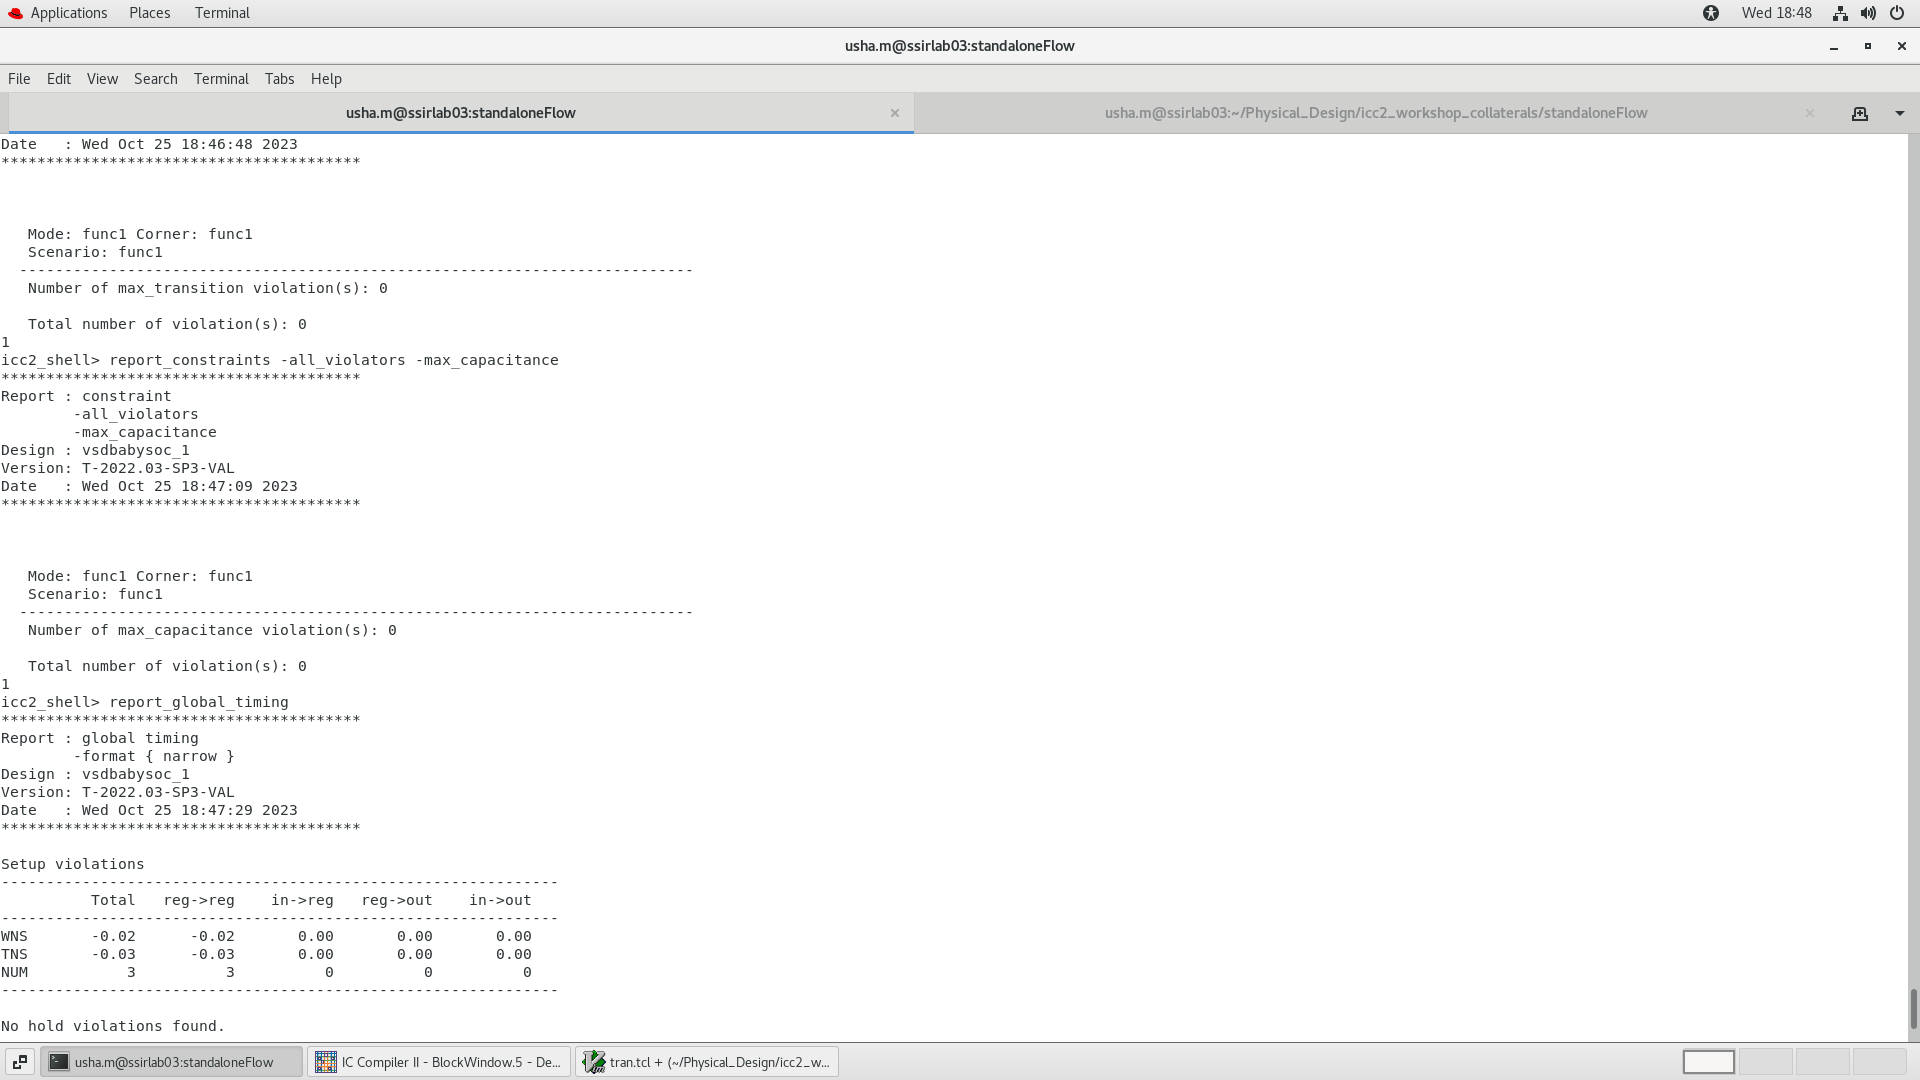 Applications Places Terminal Wed 18:48
usha.m@ssirlab03:standaloneFlow
File Edit View Search Terminal Tabs Help
usha.m@ssirlab03:standaloneFlow × usha.m@ssirlab03:~/Physical_Design/icc2_workshop_collaterals/standaloneFlow ×
Date   : Wed Oct 25 18:46:48 2023
****************************************
   Mode: func1 Corner: func1
   Scenario: func1
  ---------------------------------------------------------------------------
   Number of max_transition violation(s): 0
   Total number of violation(s): 0
1
icc2_shell> report_constraints -all_violators -max_capacitance
****************************************
Report : constraint
        -all_violators
        -max_capacitance
Design : vsdbabysoc_1
Version: T-2022.03-SP3-VAL
Date   : Wed Oct 25 18:47:09 2023
****************************************
   Mode: func1 Corner: func1
   Scenario: func1
  ---------------------------------------------------------------------------
   Number of max_capacitance violation(s): 0
   Total number of violation(s): 0
1
icc2_shell> report_global_timing
****************************************
Report : global timing
        -format { narrow }
Design : vsdbabysoc_1
Version: T-2022.03-SP3-VAL
Date   : Wed Oct 25 18:47:29 2023
****************************************
Setup violations
--------------------------------------------------------------
          Total   reg->reg    in->reg   reg->out    in->out
--------------------------------------------------------------
WNS       -0.02      -0.02       0.00       0.00       0.00
TNS       -0.03      -0.03       0.00       0.00       0.00
NUM           3          3          0          0          0
--------------------------------------------------------------
No hold violations found.
usha.m@ssirlab03:standaloneFlow IC Compiler II - BlockWindow.5 - De... tran.tcl + (~/Physical_Design/icc2_w...